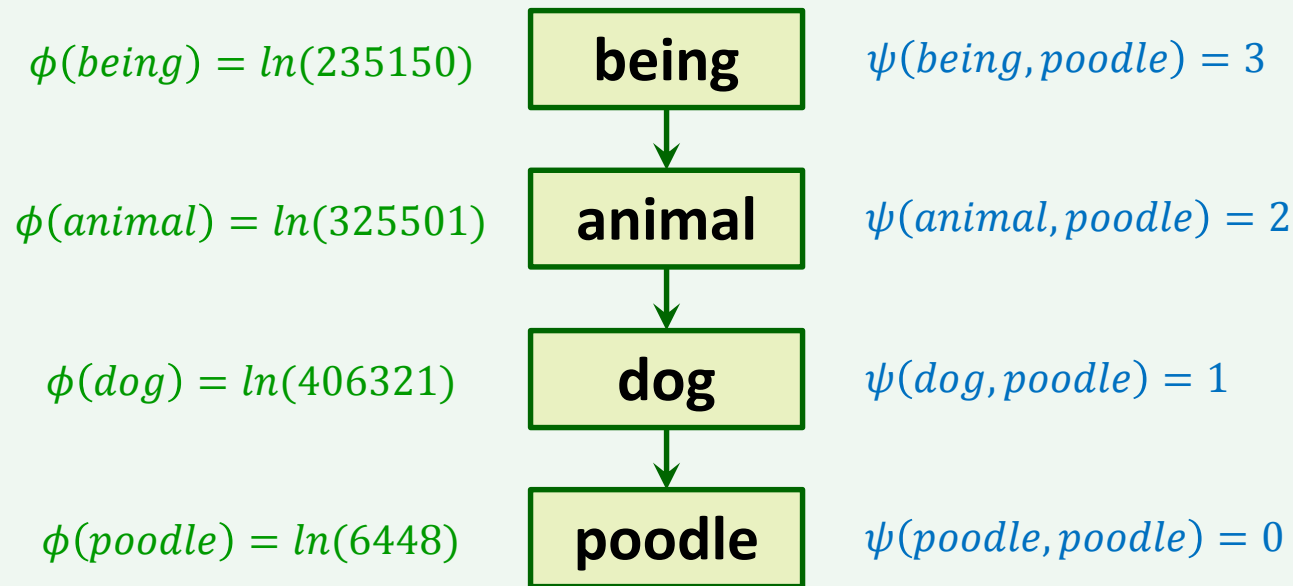 ϕ(being) = ln(235150) being ψ(being, poodle) = 3
ϕ(animal) = ln(325501) animal ψ(animal, poodle) = 2
ϕ(dog) = ln(406321) dog ψ(dog, poodle) = 1
ϕ(poodle) = ln(6448) poodle ψ(poodle, poodle) = 0